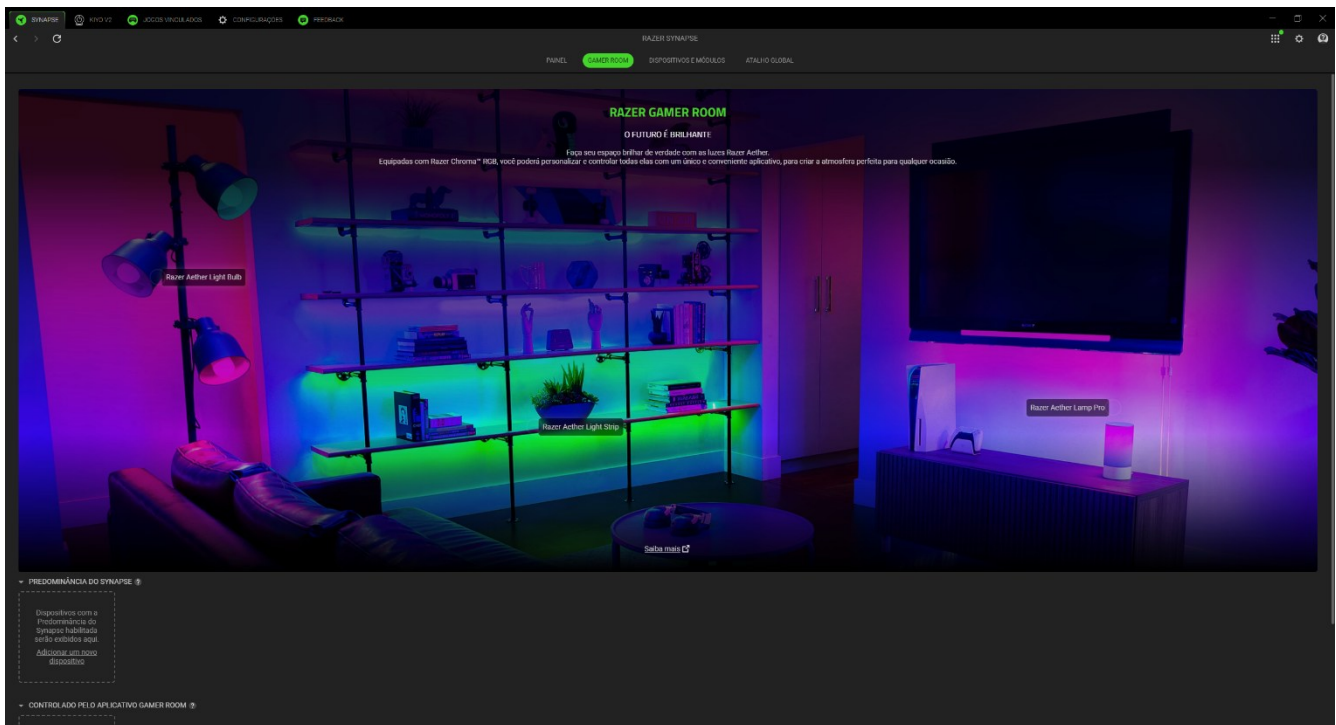 SYNAPSE
KIYO V2
JOGOS VINCULADOS
CONFIGURAÇÕES
FEEDBACK
RAZER SYNAPSE
PAINEL
GAMER ROOM
DISPOSITIVOS E MÓDULOS
ATALHO GLOBAL
RAZER GAMER ROOM
O FUTURO É BRILHANTE
Faça seu espaço brilhar de verdade com as luzes Razer Aether.
Equipadas com Razer Chroma™ RGB, você poderá personalizar e controlar todas elas com um único e conveniente aplicativo, para criar a atmosfera perfeita para qualquer ocasião.
Razer Aether Light Bulb
Razer Aether Lamp Pro
Razer Aether Light Strip
Saiba mais
PREDOMINÂNCIA DO SYNAPSE
Dispositivos com a
Predominância do
Synapse habilitada
serão exibidos aqui.
Adicionar um novo
dispositivo
CONTROLADO PELO APLICATIVO GAMER ROOM